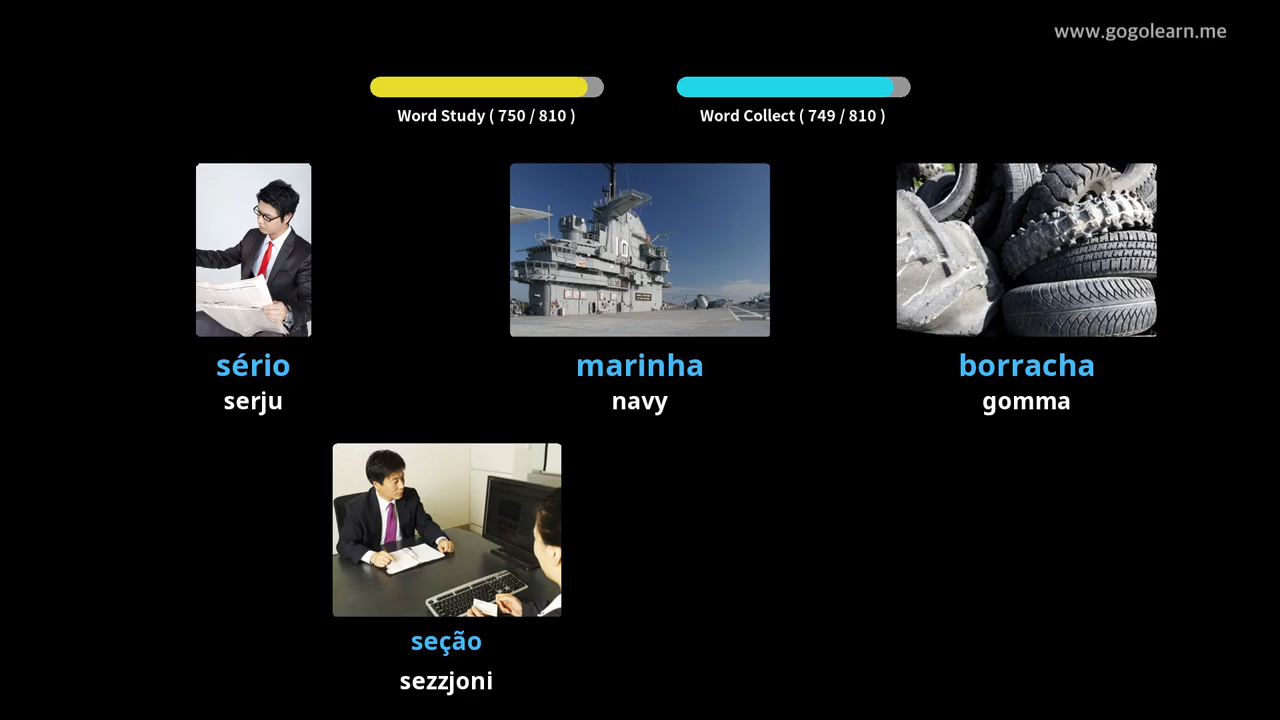 www.gogolearn.me
Word Study ( 750 / 810 )
Word Collect ( 749 / 810 )
sério
serju
marinha
navy
borracha
gomma
seção
sezzjoni